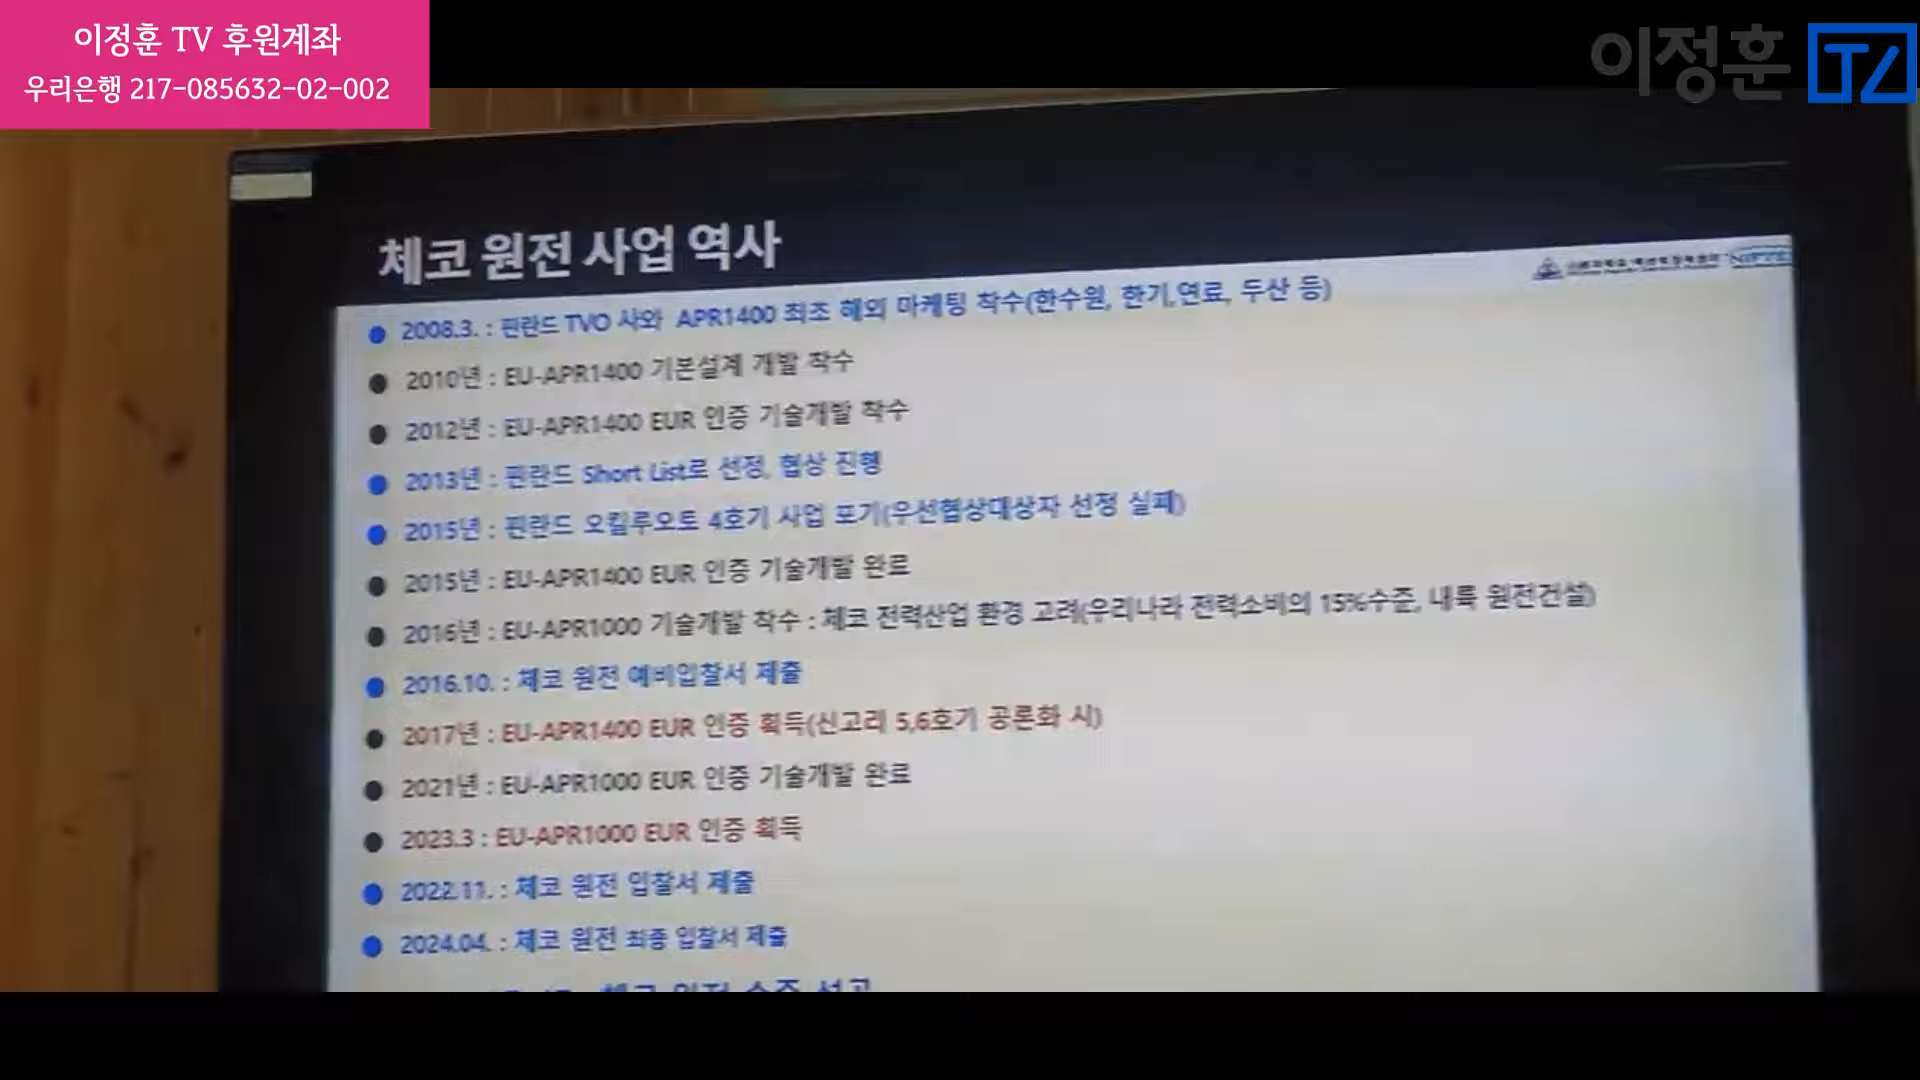 이정훈 TV 후원계좌
우리은행 217-085632-02-002
이정훈 TV
체코 원전 사업 역사
2008.3. : 핀란드 TVO 사와 APR1400 최초 해외 마케팅 착수(한수원, 한기,연료, 두산 등)
2010년 : EU-APR1400 기본설계 개발 착수
2012년 : EU-APR1400 EUR 인증 기술개발 착수
2013년 : 핀란드 Short List로 선정, 협상 진행
2015년 : 핀란드 오킬루오토 4호기 사업 포기(우선협상대상자 선정 실패)
2015년 : EU-APR1400 EUR 인증 기술개발 완료
2016년 : EU-APR1000 기술개발 착수 : 체코 전력산업 환경 고려(우리나라 전력소비의 15%수준, 내륙 원전건설)
2016.10. : 체코 원전 예비입찰서 제출
2017년 : EU-APR1400 EUR 인증 획득(신고리 5,6호기 공론화 시)
2021년 : EU-APR1000 EUR 인증 기술개발 완료
2023.3 : EU-APR1000 EUR 인증 획득
2022.11. : 체코 원전 입찰서 제출
2024.04. : 체코 원전 최종 입찰서 제출